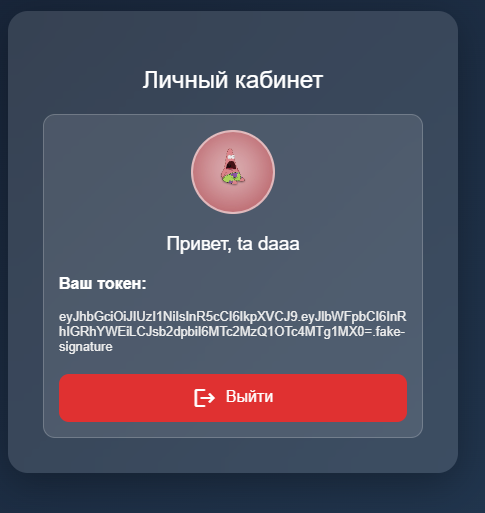 Личный кабинет
Привет, ta daaa
Ваш токен:
eyJhbGciOiJIUzI1NiIsInR5cCI6IkpXVCJ9.eyJlbWFpbCI6InR
hIGRhYWEiLCJsb2dpbiI6MTc2MzQ1OTc4MTg1MX0=.fake-
signature
Выйти